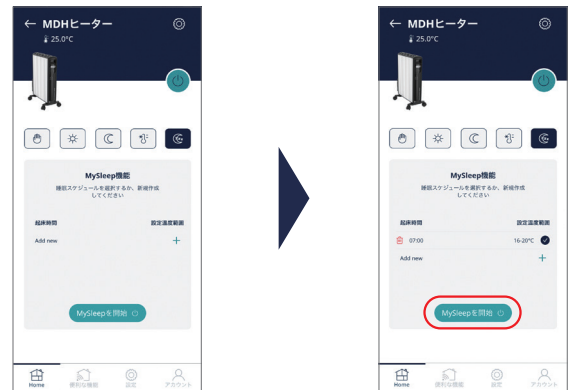 ← MDHヒーター
25.0°C
MySleep機能
睡眠スケジュールを選択するか、新規作成
してください
起床時間 設定温度範囲
Add new +
MySleepを開始
Home 便利な機能 設定 アカウント
← MDHヒーター
25.0°C
MySleep機能
睡眠スケジュールを選択するか、新規作成
してください
起床時間 設定温度範囲
07:00 16-20°C
Add new +
MySleepを開始
Home 便利な機能 設定 アカウント